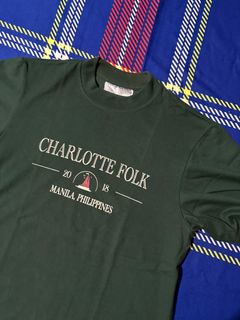 CHARLOTTE FOLK
20 18
MANILA, PHILIPPINES